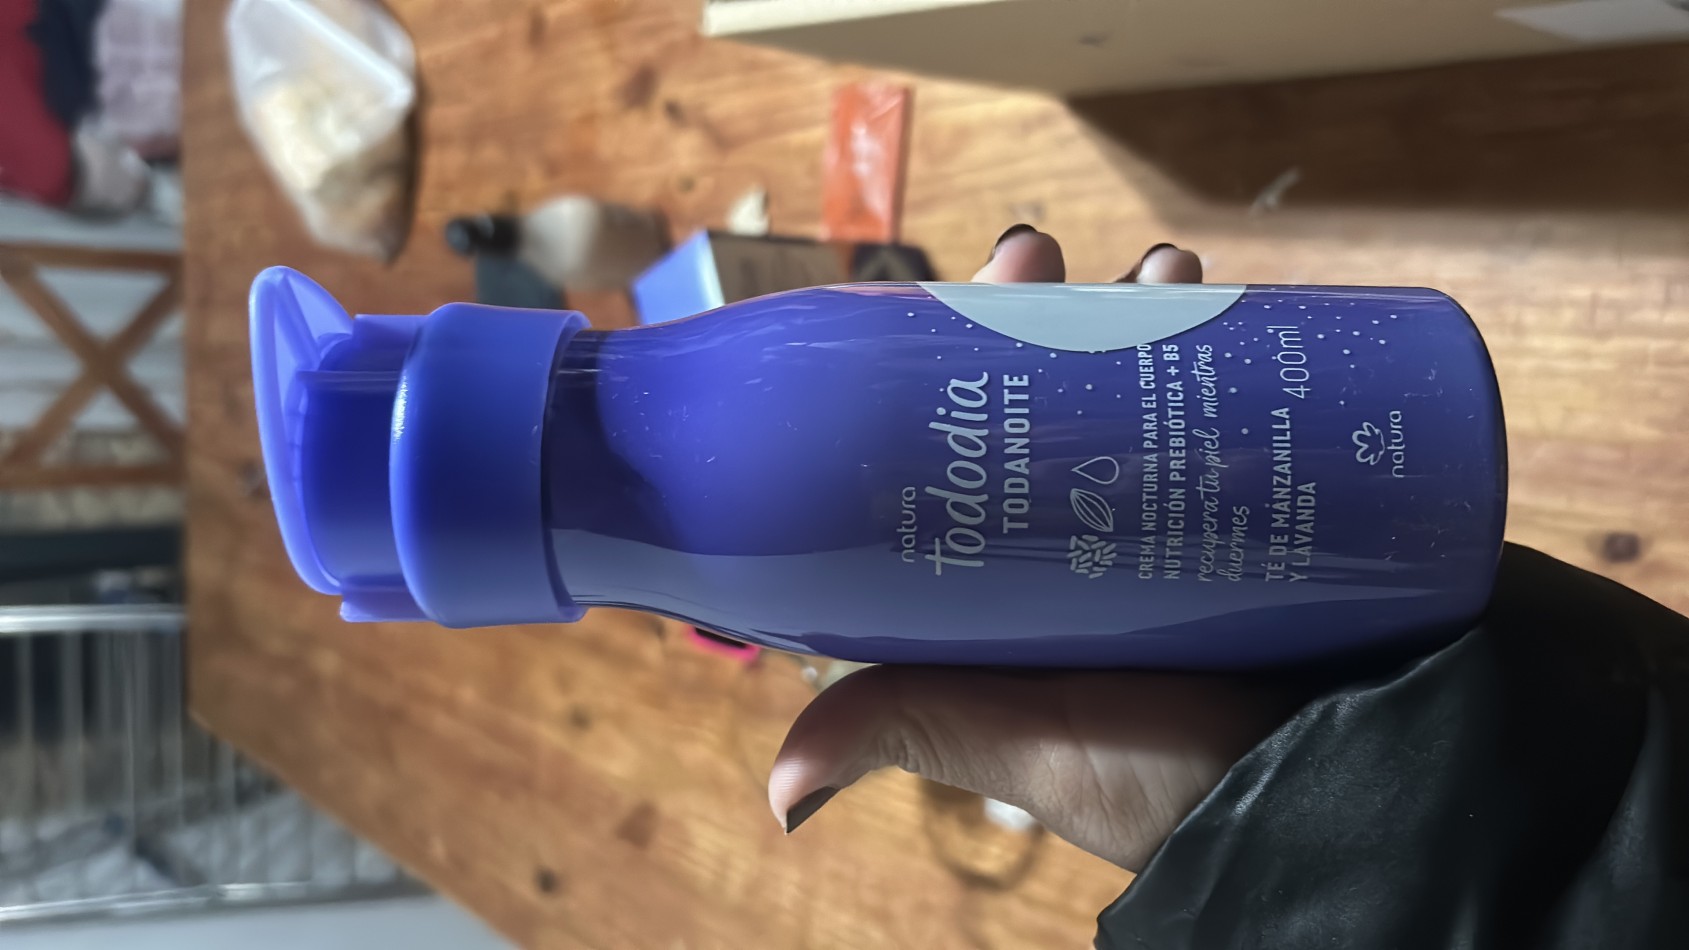 natura
tododia
TODANOITE
CREMA NOCTURNA PARA EL CUERPO
NUTRICIÓN PREBIÓTICA + B5
recupera tu piel mientras
duermes
TÉ DE MANZANILLA
Y LAVANDA
400ml
natura